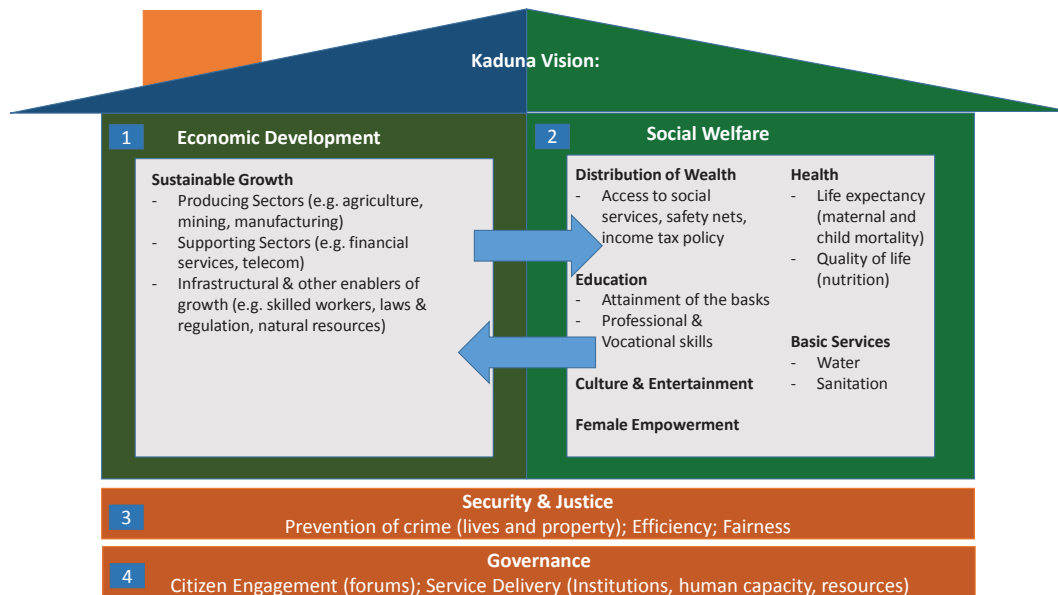 Kaduna Vision:
1
Economic Development
Sustainable Growth
- Producing Sectors (e.g. agriculture,
mining, manufacturing)
- Supporting Sectors (e.g. financial
services, telecom)
- Infrastructural & other enablers of
growth (e.g. skilled workers, laws &
regulation, natural resources)
2
Social Welfare
Distribution of Wealth
- Access to social
services, safety nets,
income tax policy
Education
- Attainment of the basks
- Professional &
Vocational skills
Culture & Entertainment
Female Empowerment
Health
- Life expectancy
(maternal and
child mortality)
- Quality of life
(nutrition)
Basic Services
- Water
- Sanitation
3
Security & Justice
Prevention of crime (lives and property); Efficiency; Fairness
4
Governance
Citizen Engagement (forums); Service Delivery (Institutions, human capacity, resources)